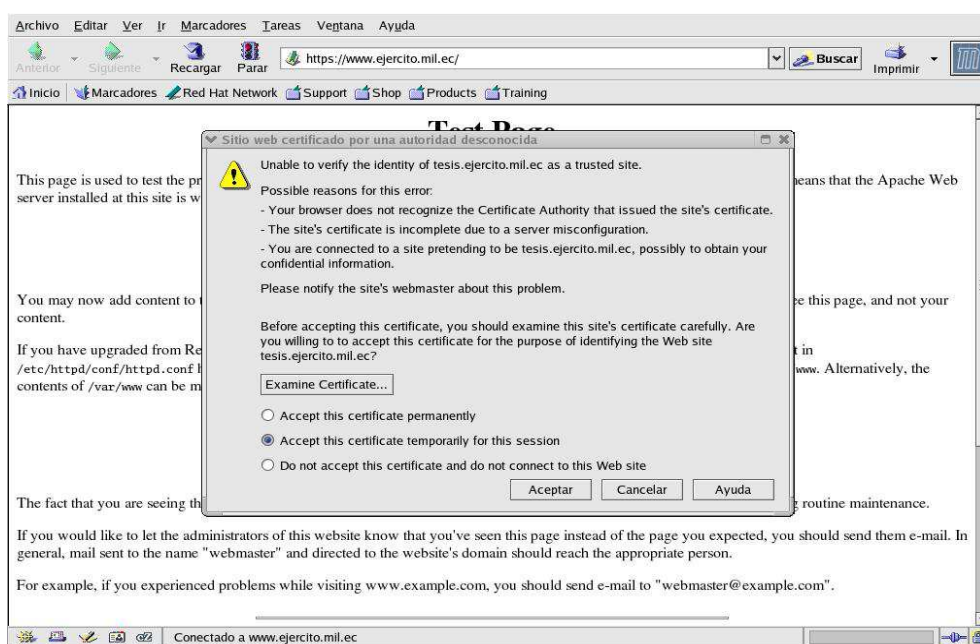 Archivo Editar Ver Ir Marcadores Tareas Ventana Ayuda
Anterior Siguiente Recargar Parar https://www.ejercito.mil.ec/ Buscar Imprimir
Inicio Marcadores Red Hat Network Support Shop Products Training
Test Page
Sitio web certificado por una autoridad desconocida
Unable to verify the identity of tesis.ejercito.mil.ec as a trusted site.
Possible reasons for this error:
- Your browser does not recognize the Certificate Authority that issued the site's certificate.
- The site's certificate is incomplete due to a server misconfiguration.
- You are connected to a site pretending to be tesis.ejercito.mil.ec, possibly to obtain your
confidential information.
Please notify the site's webmaster about this problem.
Before accepting this certificate, you should examine this site's certificate carefully. Are
you willing to to accept this certificate for the purpose of identifying the Web site
tesis.ejercito.mil.ec?
Examine Certificate...
Accept this certificate permanently
Accept this certificate temporarily for this session
Do not accept this certificate and do not connect to this Web site
Aceptar Cancelar Ayuda
This page is used to test the means that the Apache Web
server installed at this site is
You may now add content to this page, and not your
content.
If you have upgraded from in
/etc/httpd/conf/httpd.conf Alternatively, the
contents of /var/www can be
The fact that you are seeing routine maintenance.
If you would like to let the administrators of this website know that you've seen this page instead of the page you expected, you should send them e-mail. In
general, mail sent to the name "webmaster" and directed to the website's domain should reach the appropriate person.
For example, if you experienced problems while visiting www.example.com, you should send e-mail to "webmaster@example.com".
Conectado a www.ejercito.mil.ec